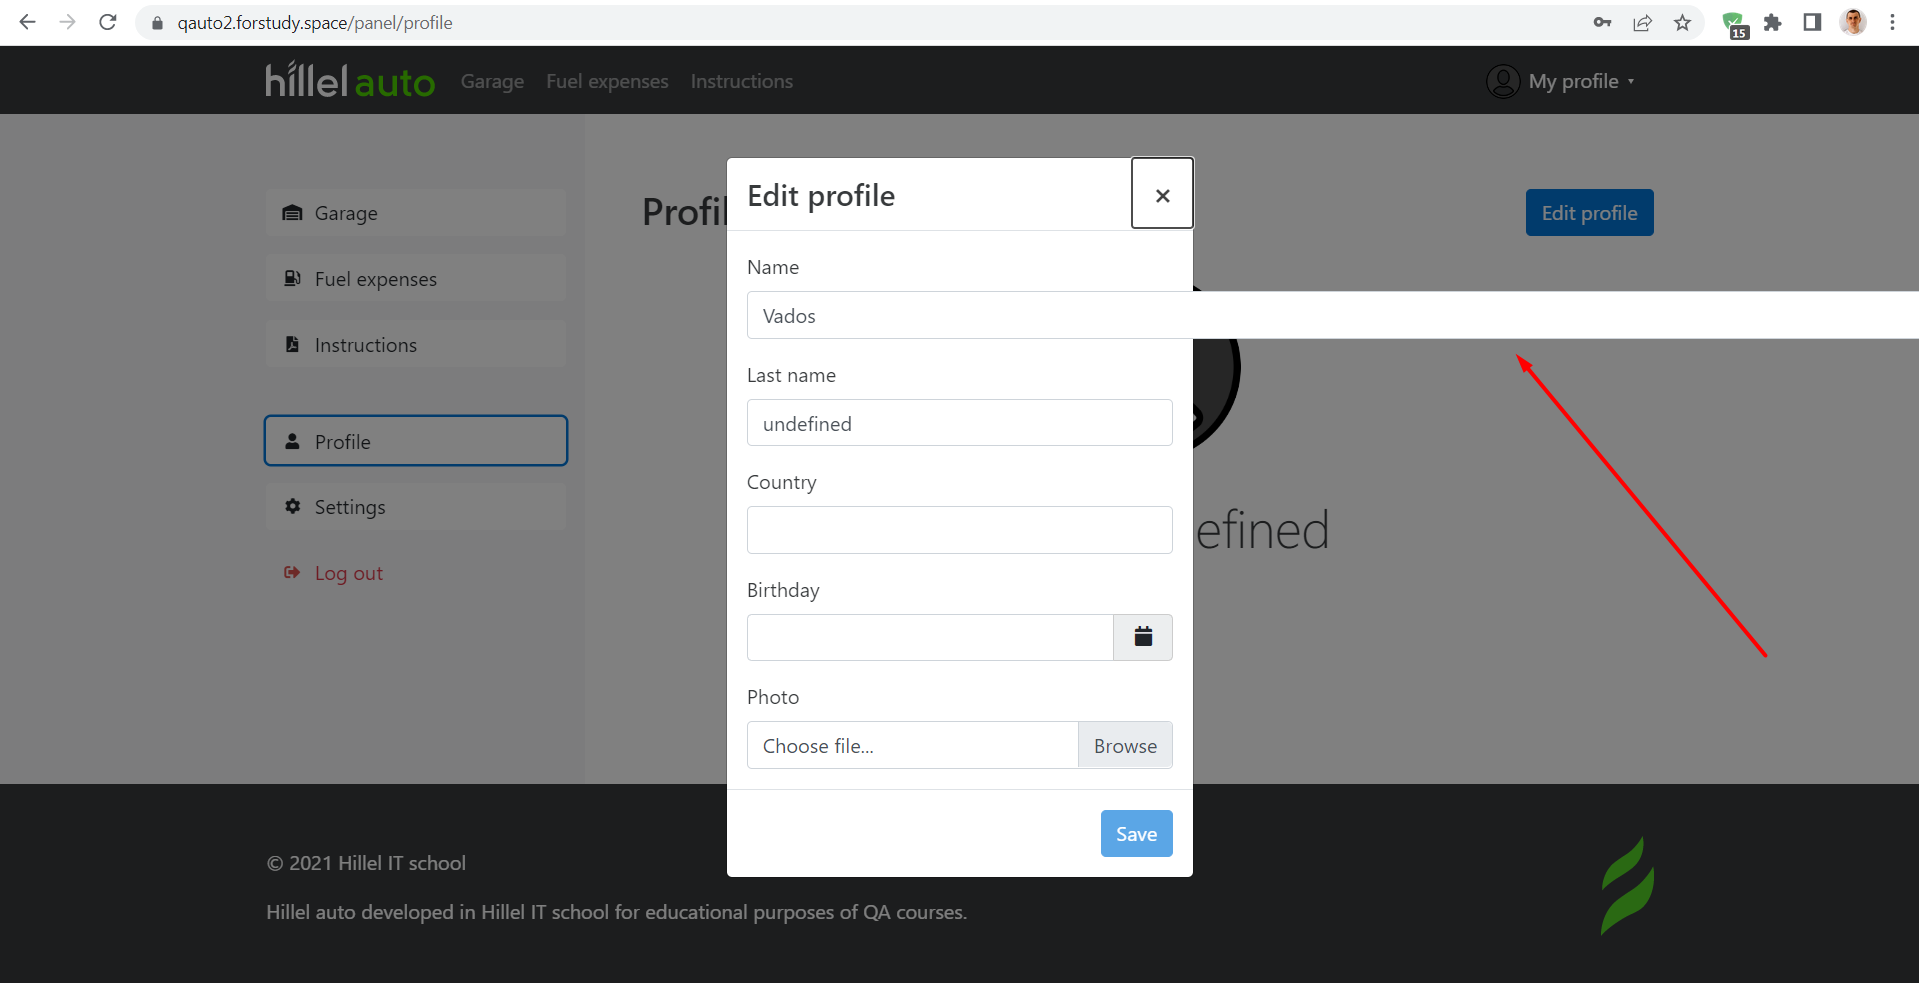 qauto2.forstudy.space/panel/profile
15
hillel auto
Garage
Fuel expenses
Instructions
My profile
Garage
Fuel expenses
Instructions
Profile
Settings
Log out
Profil
Edit profile
efined
Edit profile
×
Name
Vados
Last name
undefined
Country
Birthday
Photo
Choose file...
Browse
Save
© 2021 Hillel IT school
Hillel auto developed in Hillel IT school for educational purposes of QA courses.